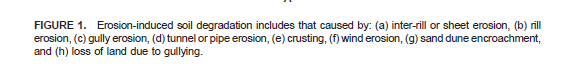 FIGURE 1. Erosion-induced soil degradation includes that caused by: (a) inter-rill or sheet erosion, (b) rill
erosion, (c) gully erosion, (d) tunnel or pipe erosion, (e) crusting, (f) wind erosion, (g) sand dune encroachment,
and (h) loss of land due to gullying.